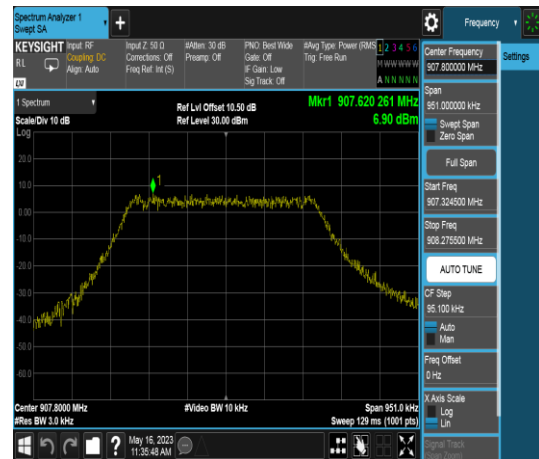 Spectrum Analyzer 1
Swept SA
+
Frequency
KEYSIGHT
RL
Input: RF
Coupling: DC
Align: Auto
Input Z: 50 Ω
Corrections: Off
Freq Ref: Int (S)
#Atten: 30 dB
Preamp: Off
PNO: Best Wide
Gate: Off
IF Gain: Low
Sig Track: Off
#Avg Type: Power (RMS
Trig: Free Run
1 2 3 4 5 6
M W W W W W
A N N N N N
LXI
1 Spectrum
Scale/Div 10 dB
Ref Lvl Offset 10.50 dB
Ref Level 30.00 dBm
Mkr1 907.620 261 MHz
6.90 dBm
Log
20.0
10.0
0.00
-10.0
-20.0
-30.0
-40.0
-50.0
-60.0
1
Center 907.8000 MHz
#Res BW 3.0 kHz
#Video BW 10 kHz
Span 951.0 kHz
Sweep 129 ms (1001 pts)
May 16, 2023
11:35:48 AM
?
Center Frequency
907.800000 MHz
Span
951.000000 kHz
Swept Span
Zero Span
Full Span
Start Freq
907.324500 MHz
Stop Freq
908.275500 MHz
AUTO TUNE
CF Step
95.100 kHz
Auto
Man
Freq Offset
0 Hz
X Axis Scale
Log
Lin
Signal Track
(Span Zoom)
Settings